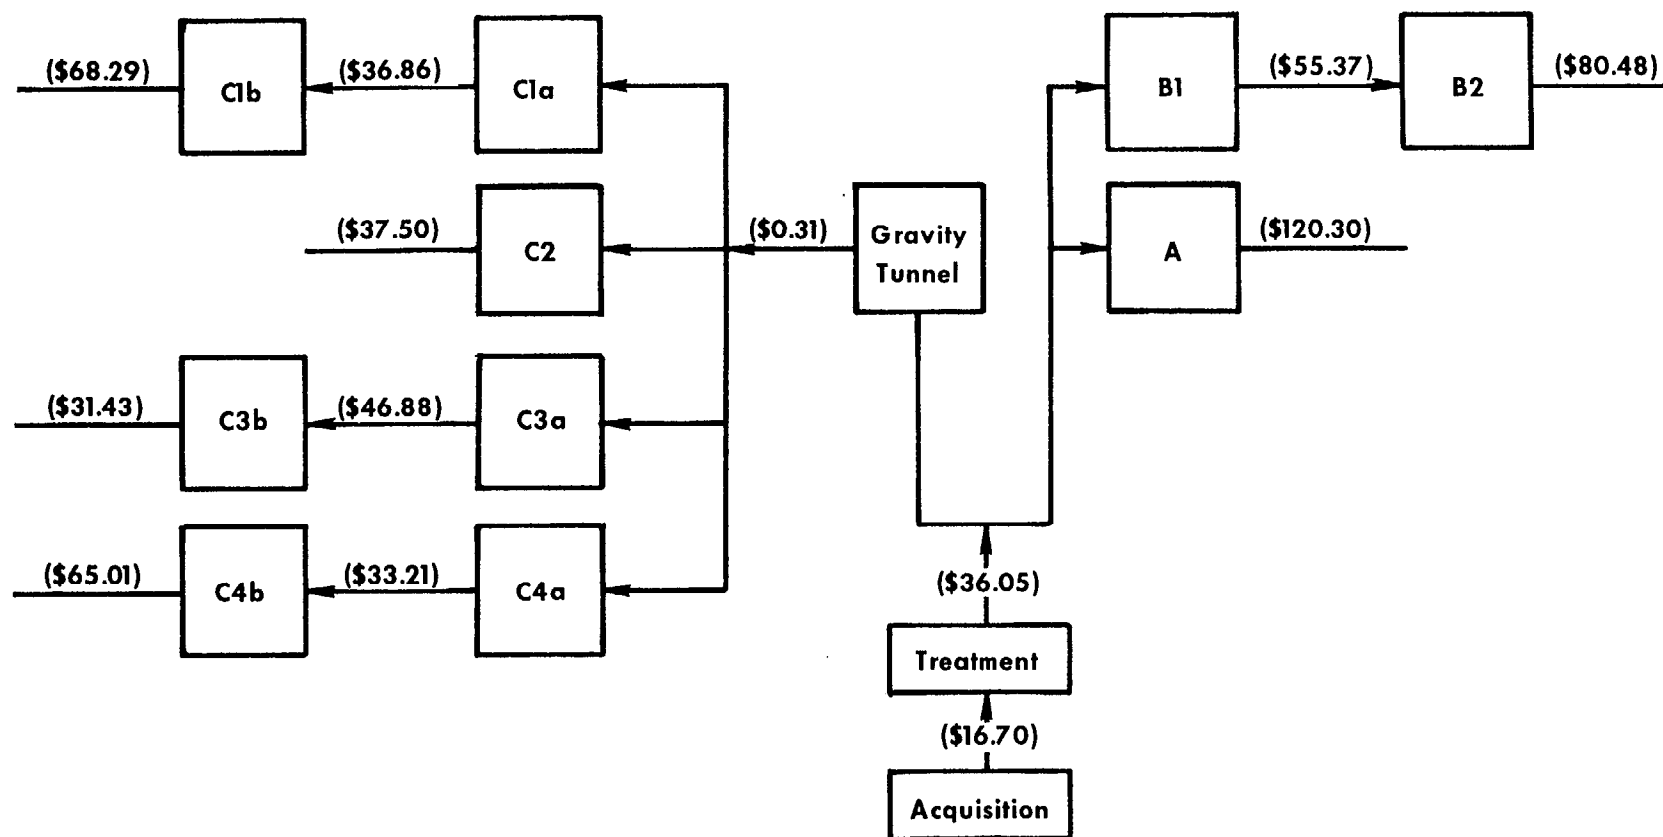 ($68.29)
C1b
($36.86)
C1a
B1
($55.37)
B2
($80.48)
($37.50)
C2
($0.31)
Gravity
Tunnel
A
($120.30)
($31.43)
C3b
($46.88)
C3a
($65.01)
C4b
($33.21)
C4a
($36.05)
Treatment
($16.70)
Acquisition